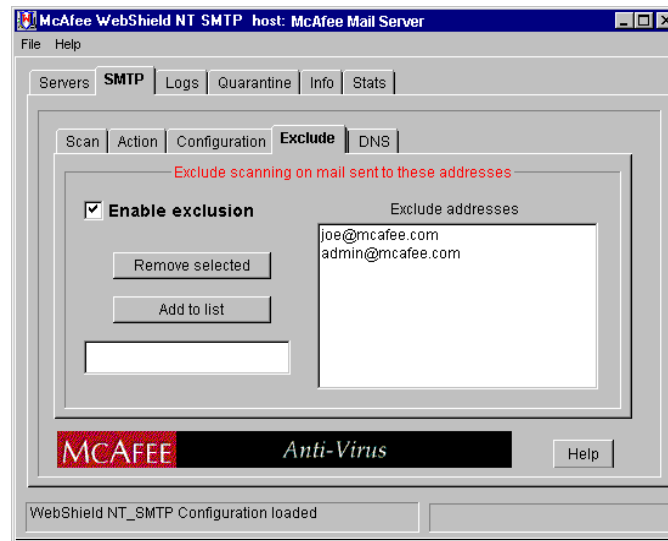 McAfee WebShield NT SMTP host: McAfee Mail Server
File Help
Servers SMTP Logs Quarantine Info Stats
Scan Action Configuration Exclude DNS
Exclude scanning on mail sent to these addresses
Enable exclusion
Exclude addresses
joe@mcafee.com
admin@mcafee.com
Remove selected
Add to list
MCAFEE Anti-Virus
Help
WebShield NT_SMTP Configuration loaded